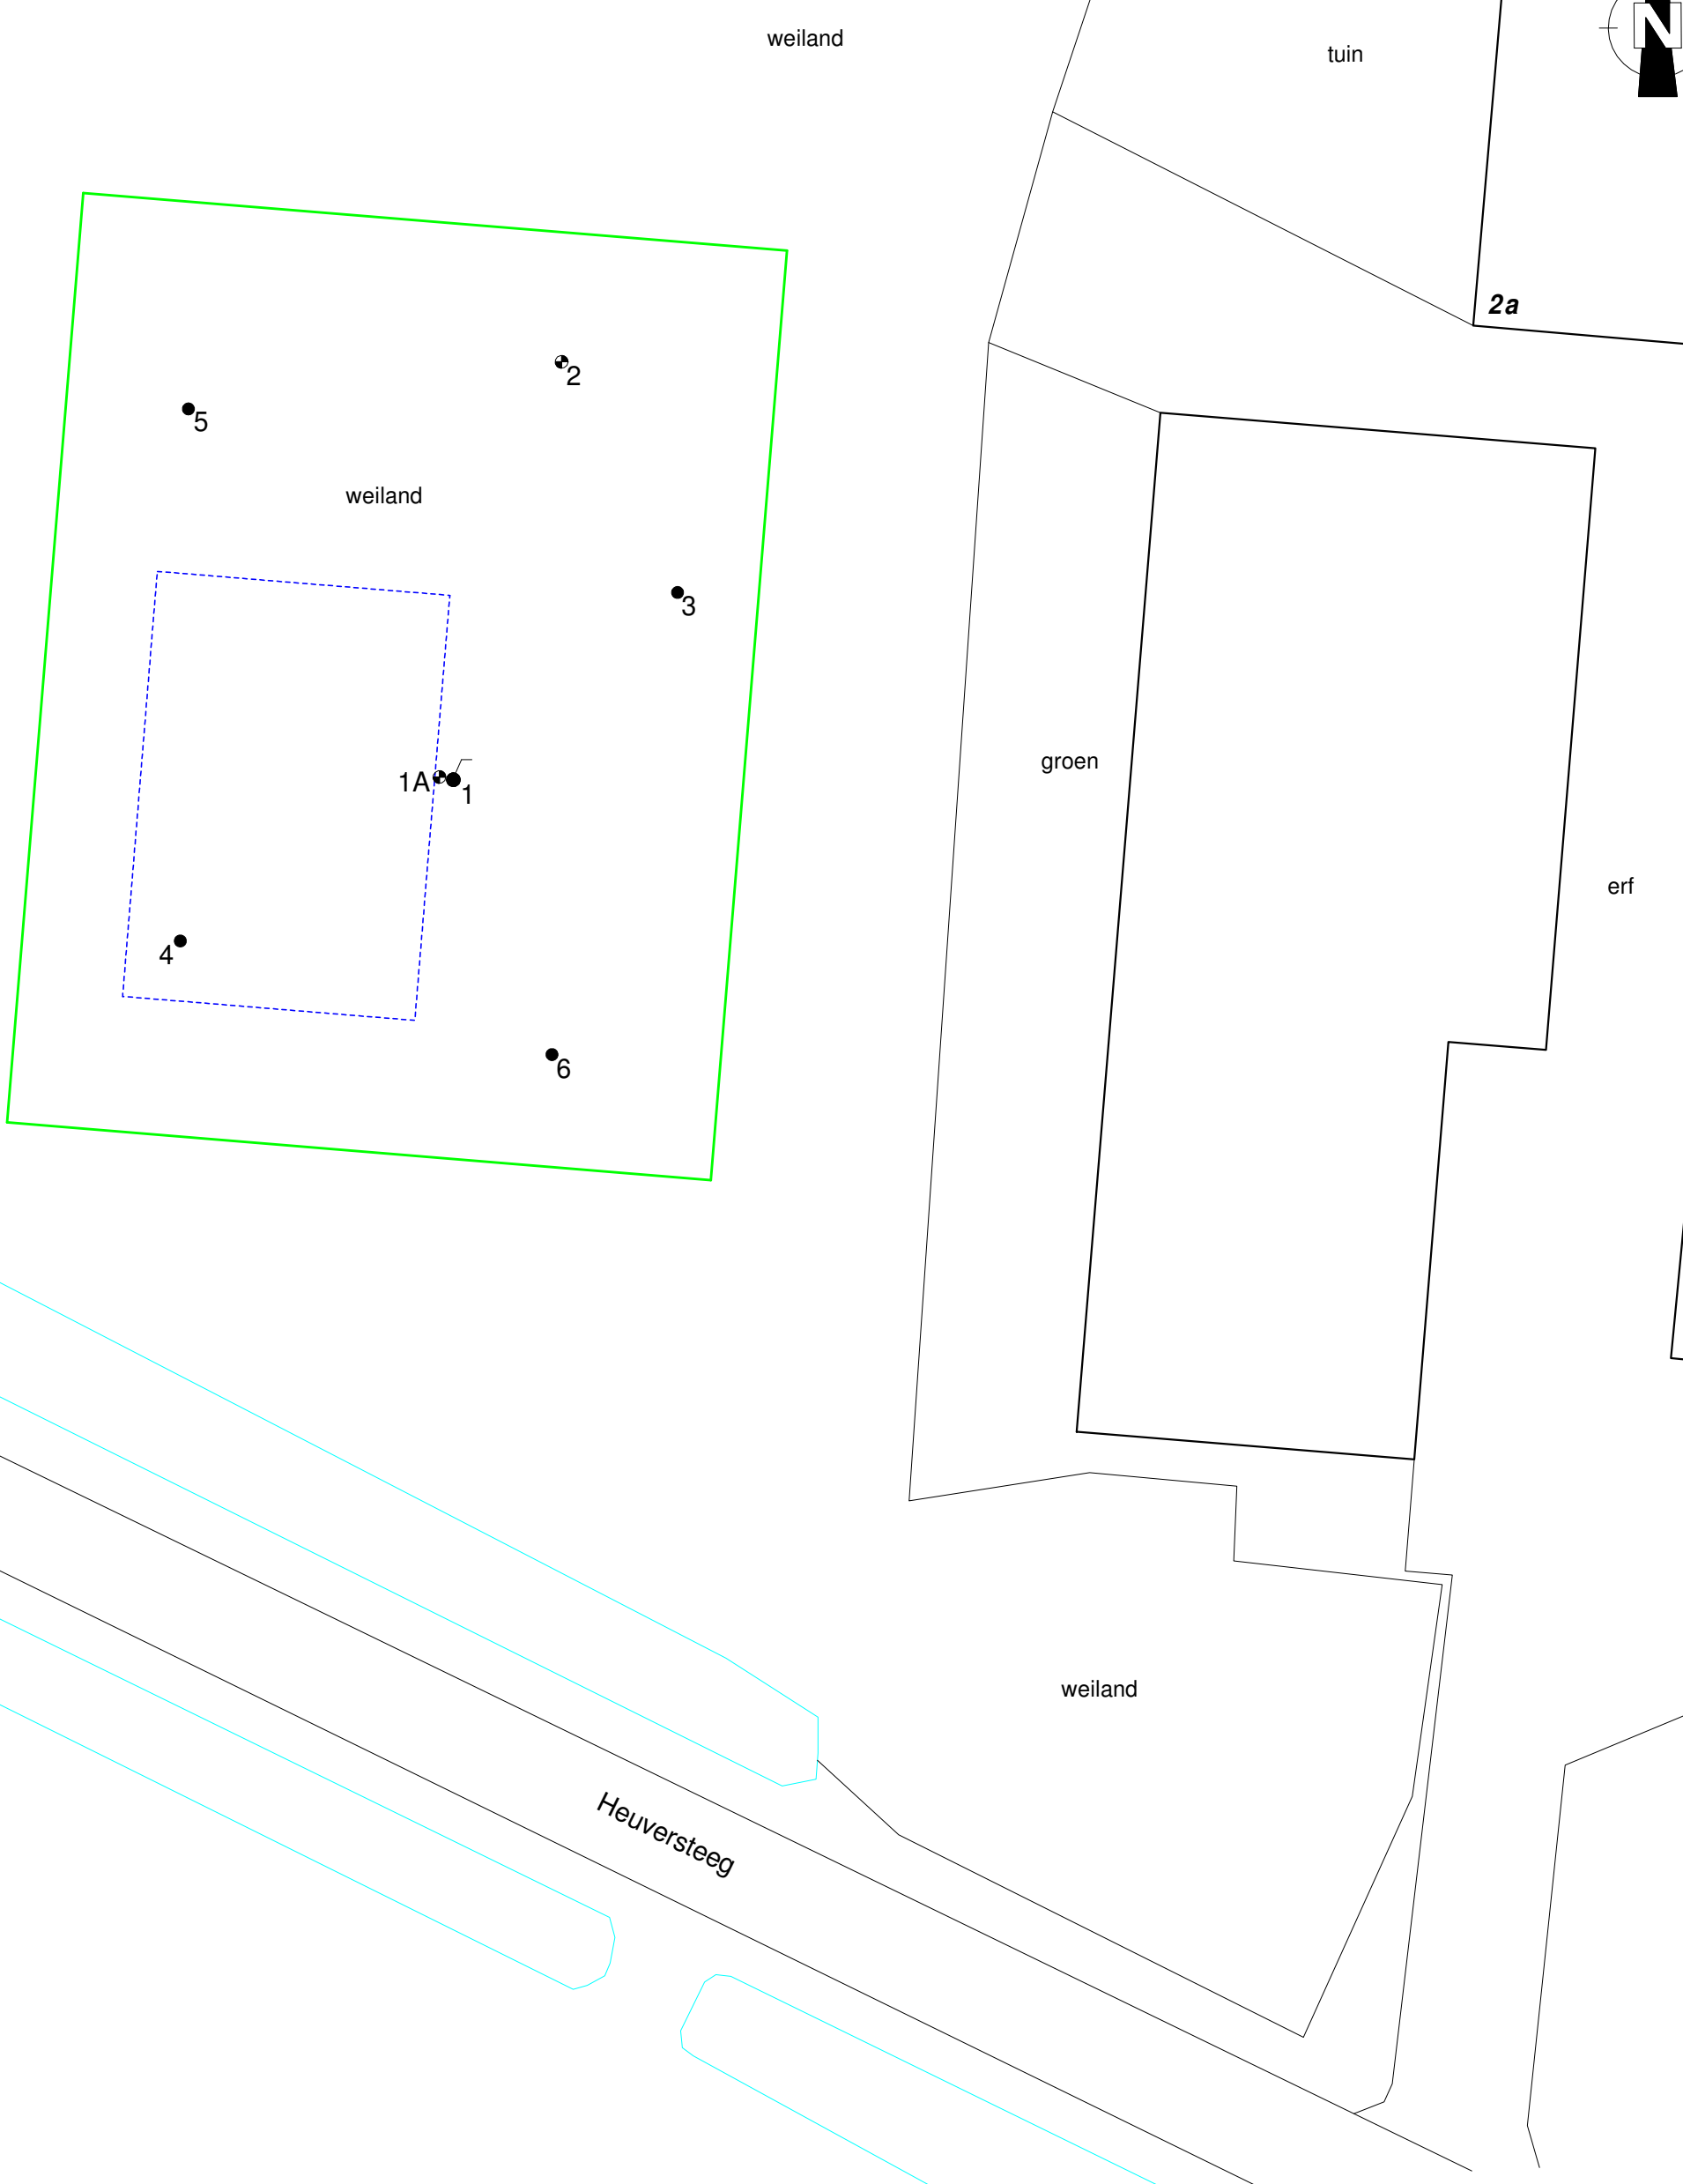 weiland
tuin
N
2a
2
5
weiland
3
groen
1A
1
erf
4
6
weiland
Heuversteeg